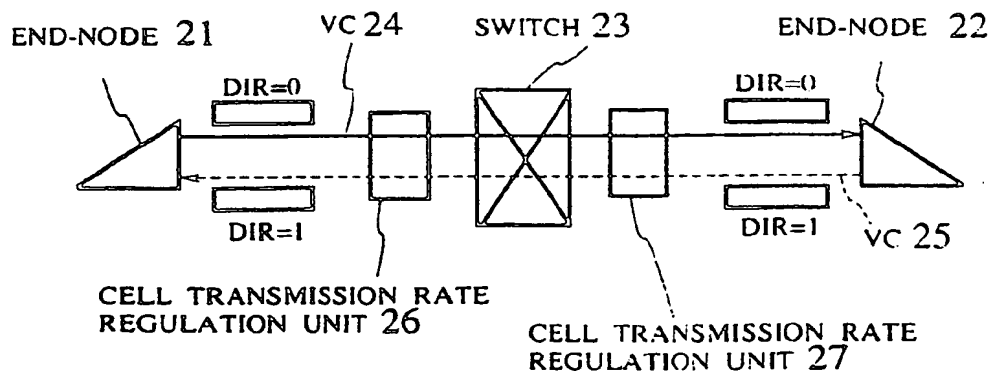 END-NODE 21
VC 24
SWITCH 23
END-NODE 22
DIR=0
DIR=0
DIR=1
DIR=1
VC 25
CELL TRANSMISSION RATE
REGULATION UNIT 26
CELL TRANSMISSION RATE
REGULATION UNIT 27